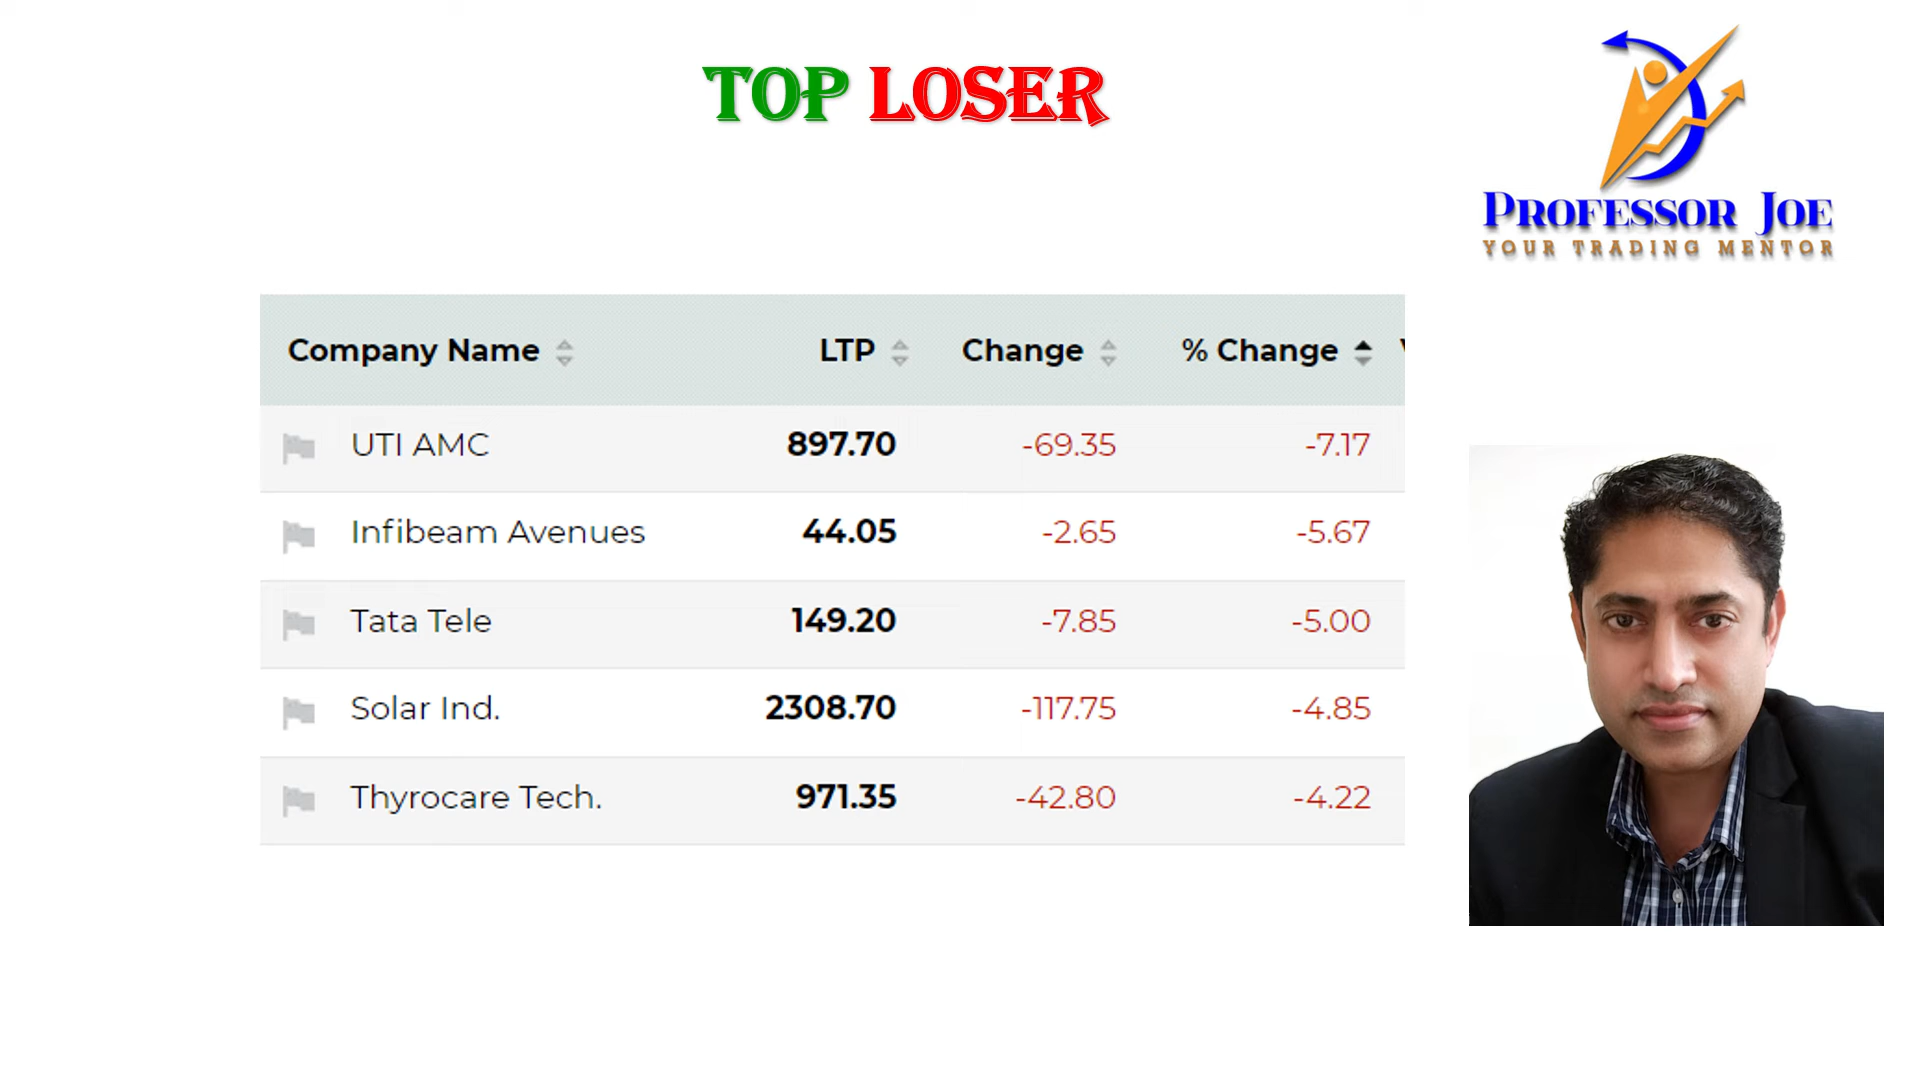 TOP LOSER
PROFESSOR JOE
YOUR TRADING MENTOR
Company Name LTP Change % Change
UTI AMC 897.70 -69.35 -7.17
Infibeam Avenues 44.05 -2.65 -5.67
Tata Tele 149.20 -7.85 -5.00
Solar Ind. 2308.70 -117.75 -4.85
Thyrocare Tech. 971.35 -42.80 -4.22